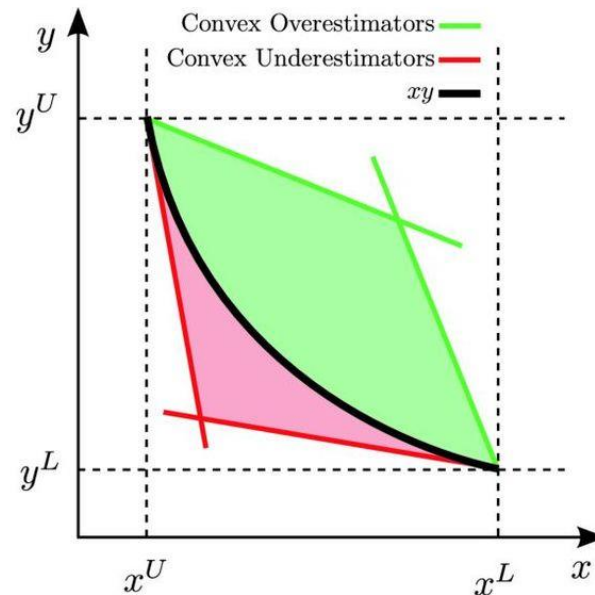 y
Convex Overestimators
Convex Underestimators
xy
y^U
y^L
x^U
x^L
x